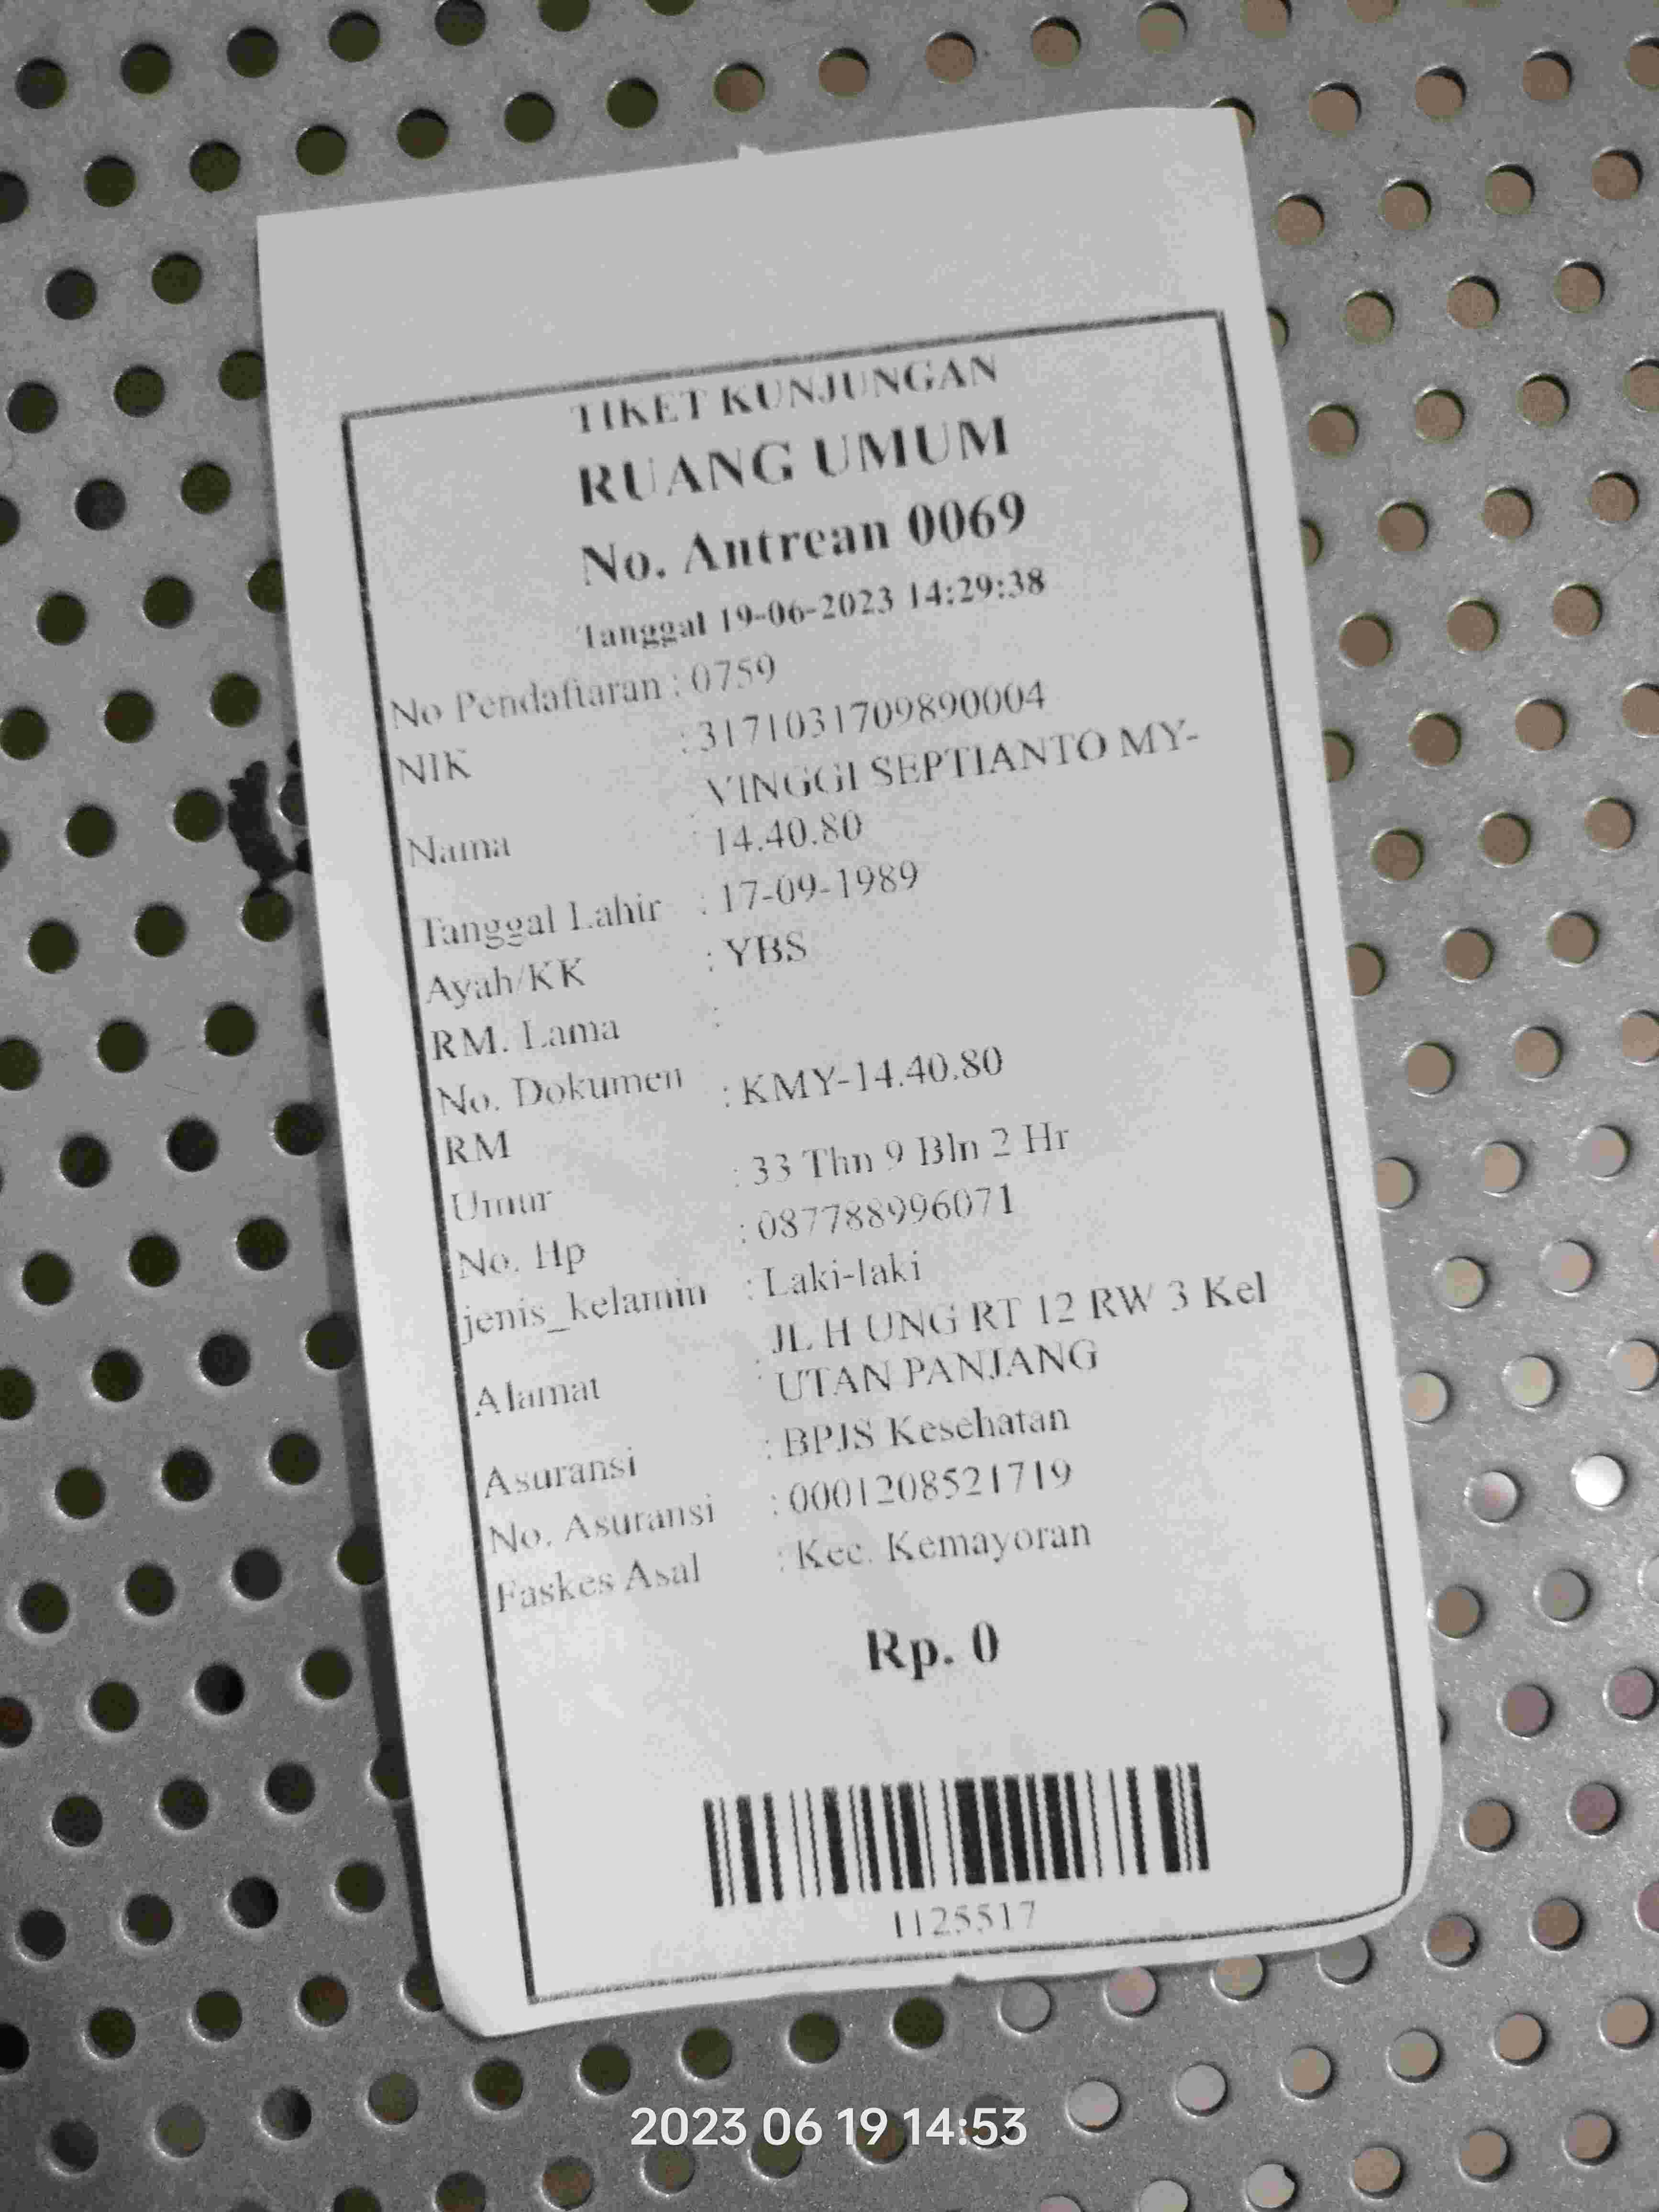 TIKET KUNJUNGAN
RUANG UMUM
No. Antrean 0069
Tanggal 19-06-2023 14:29:38
No Pendaftaran : 0759
NIK : 3171031709890004
Nama : VINGGI SEPTIANTO MY-
14.40.80
Tanggal Lahir : 17-09-1989
Ayah/KK : YBS
RM. Lama :
No. Dokumen : KMY-14.40.80
RM
Umur : 33 Thn 9 Bln 2 Hr
No. Hp : 087788996071
jenis_kelamin : Laki-laki
Alamat : JL H UNG RT 12 RW 3 Kel
UTAN PANJANG
Asuransi : BPJS Kesehatan
No. Asuransi : 0001208521719
Faskes Asal : Kec. Kemayoran
Rp. 0
1125517
2023 06 19 14:53